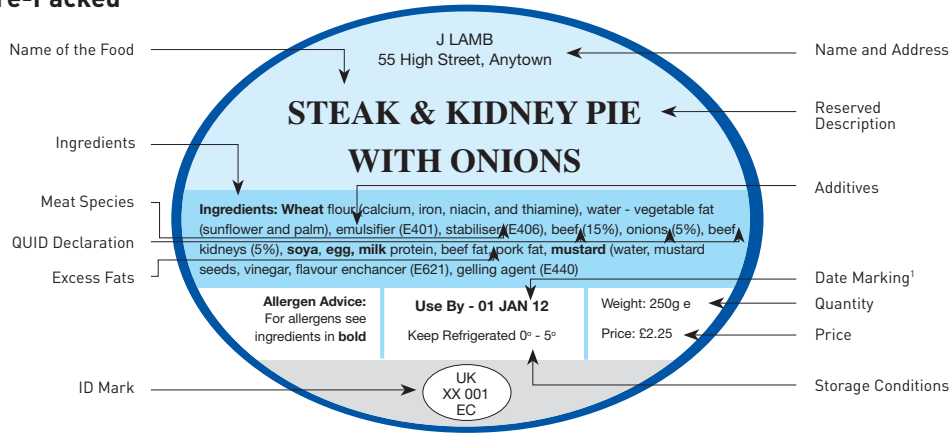 J LAMB
55 High Street, Anytown
Name of the Food
Name and Address
STEAK & KIDNEY PIE
WITH ONIONS
Reserved
Description
Ingredients
Additives
Ingredients: Wheat flour (calcium, iron, niacin, and thiamine), water - vegetable fat
(sunflower and palm), emulsifier (E401), stabiliser (E406), beef (15%), onions (5%), beef
kidneys (5%), soya, egg, milk protein, beef fat, pork fat, mustard (water, mustard
seeds, vinegar, flavour enchancer (E621), gelling agent (E440)
Meat Species
QUID Declaration
Excess Fats
Allergen Advice:
For allergens see
ingredients in bold
Use By - 01 JAN 12
Keep Refrigerated 0º - 5º
Weight: 250g e
Price: £2.25
Date Marking¹
Quantity
Price
ID Mark
UK
XX 001
EC
Storage Conditions